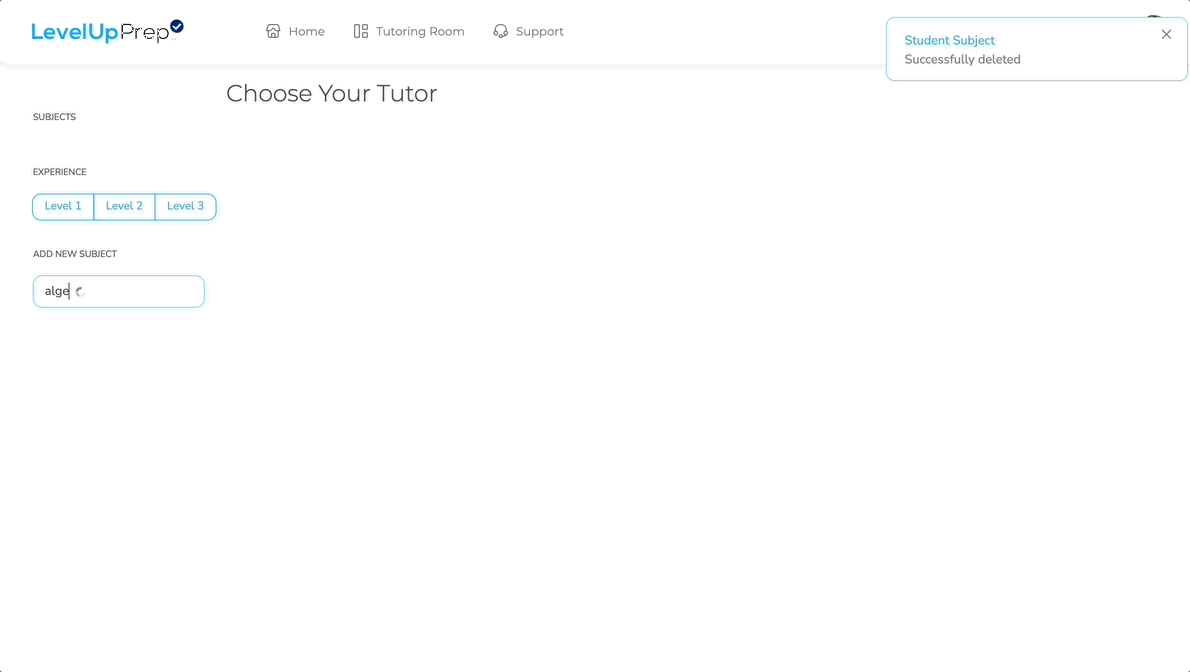 LevelUpPrep
Home
Tutoring Room
Support
Student Subject
Successfully deleted
Choose Your Tutor
SUBJECTS
EXPERIENCE
Level 1
Level 2
Level 3
ADD NEW SUBJECT
alge